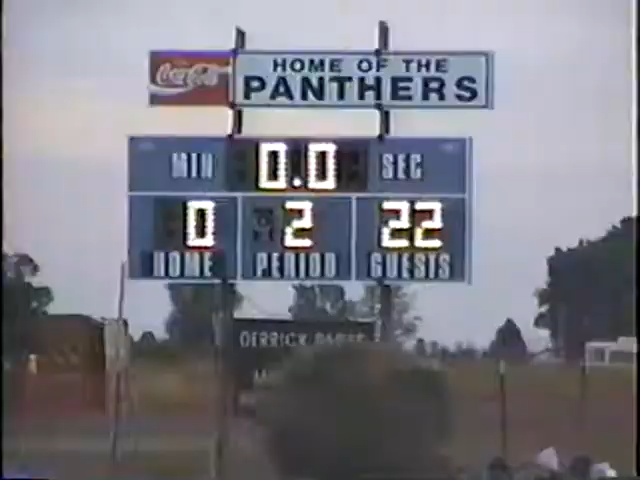 Coca-Cola
HOME OF THE
PANTHERS
MIN 0.0 SEC
0 2 22
HOME PERIOD GUESTS
DERRICK